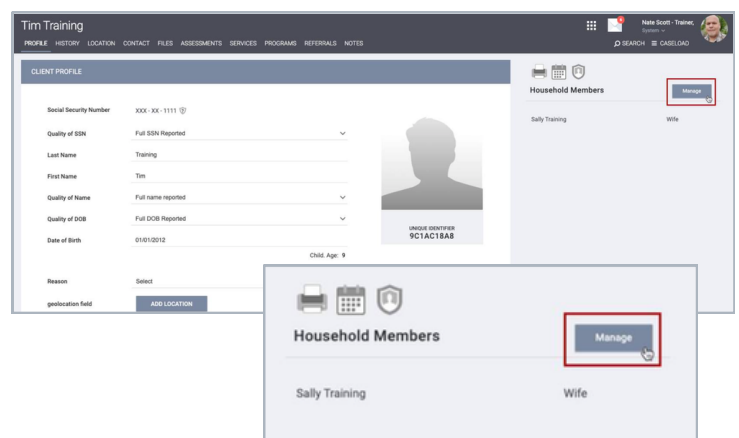 Tim Training
Nate Scott - Trainer,
System
PROFILE HISTORY LOCATION CONTACT FILES ASSESSMENTS SERVICES PROGRAMS REFERRALS NOTES
SEARCH CASELOAD
CLIENT PROFILE
Household Members
Manage
Sally Training Wife
Social Security Number XXX - XX - 1111
Quality of SSN Full SSN Reported
Last Name Training
First Name Tim
Quality of Name Full name reported
Quality of DOB Full DOB Reported
Date of Birth 01/01/2012
Child. Age: 9
UNIQUE IDENTIFIER
9C1AC18A8
Reason Select
geolocation field ADD LOCATION
Household Members
Manage
Sally Training Wife